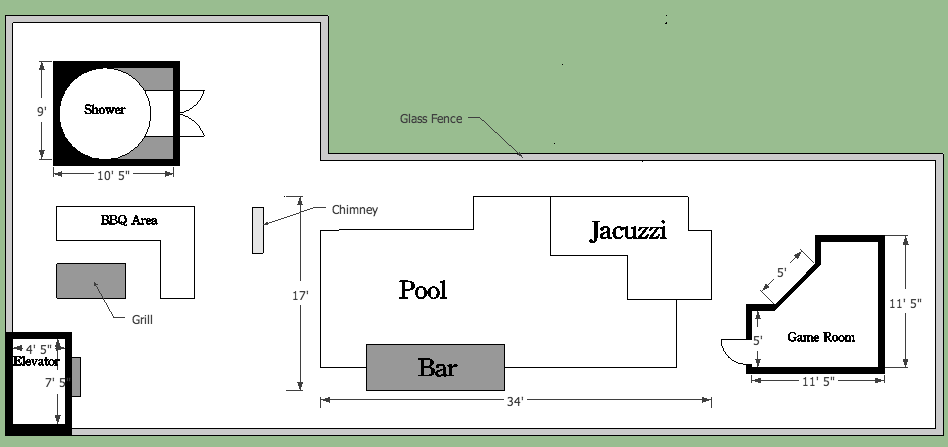 9'
Shower
10' 5"
Glass Fence
BBQ Area
Chimney
Jacuzzi
Pool
17'
5'
11' 5"
Grill
5'
Game Room
4' 5"
Elevator
Bar
7' 5
11' 5"
34'